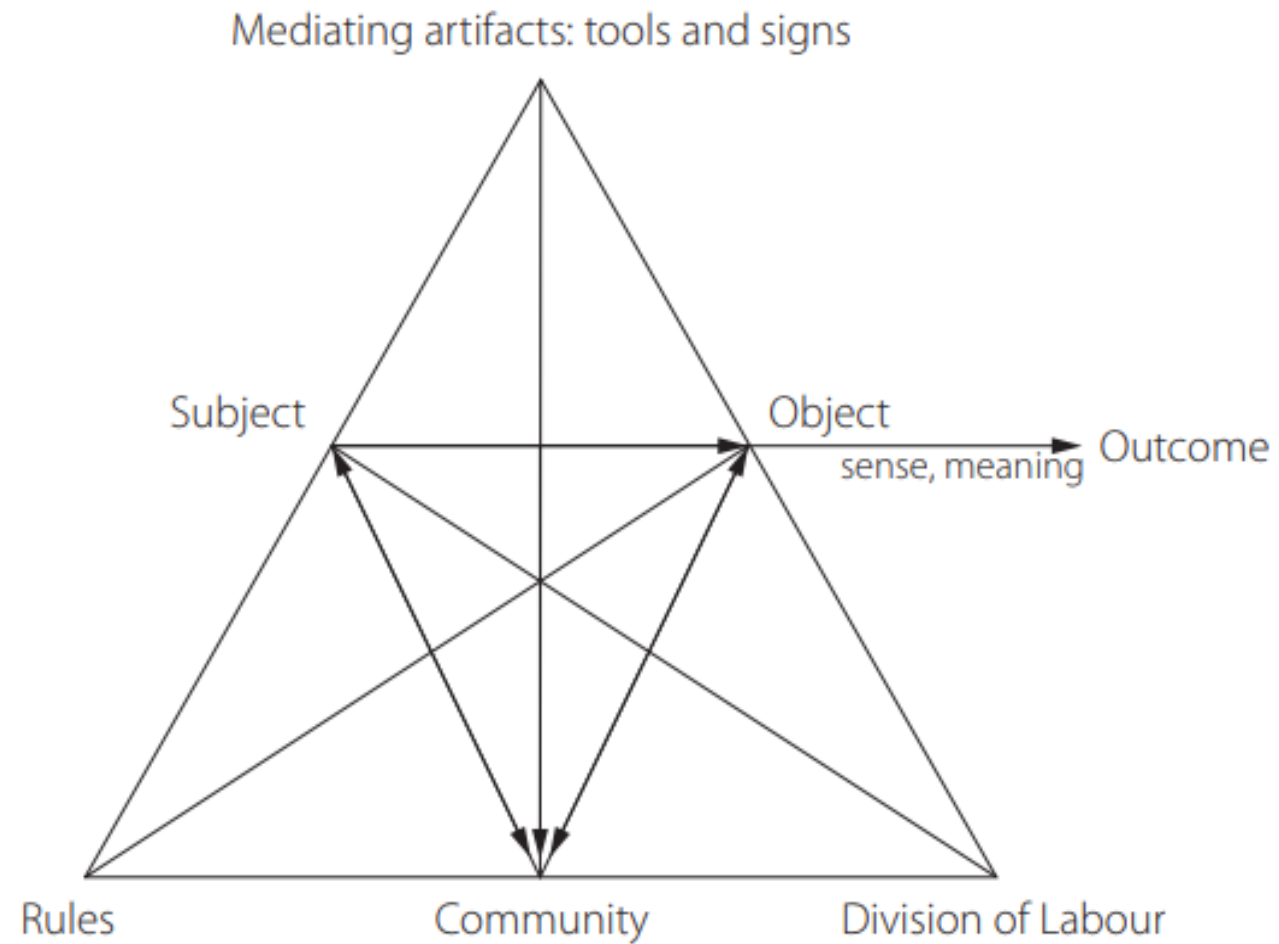 Mediating artifacts: tools and signs
Subject
Object
Outcome
sense, meaning
Rules
Community
Division of Labour